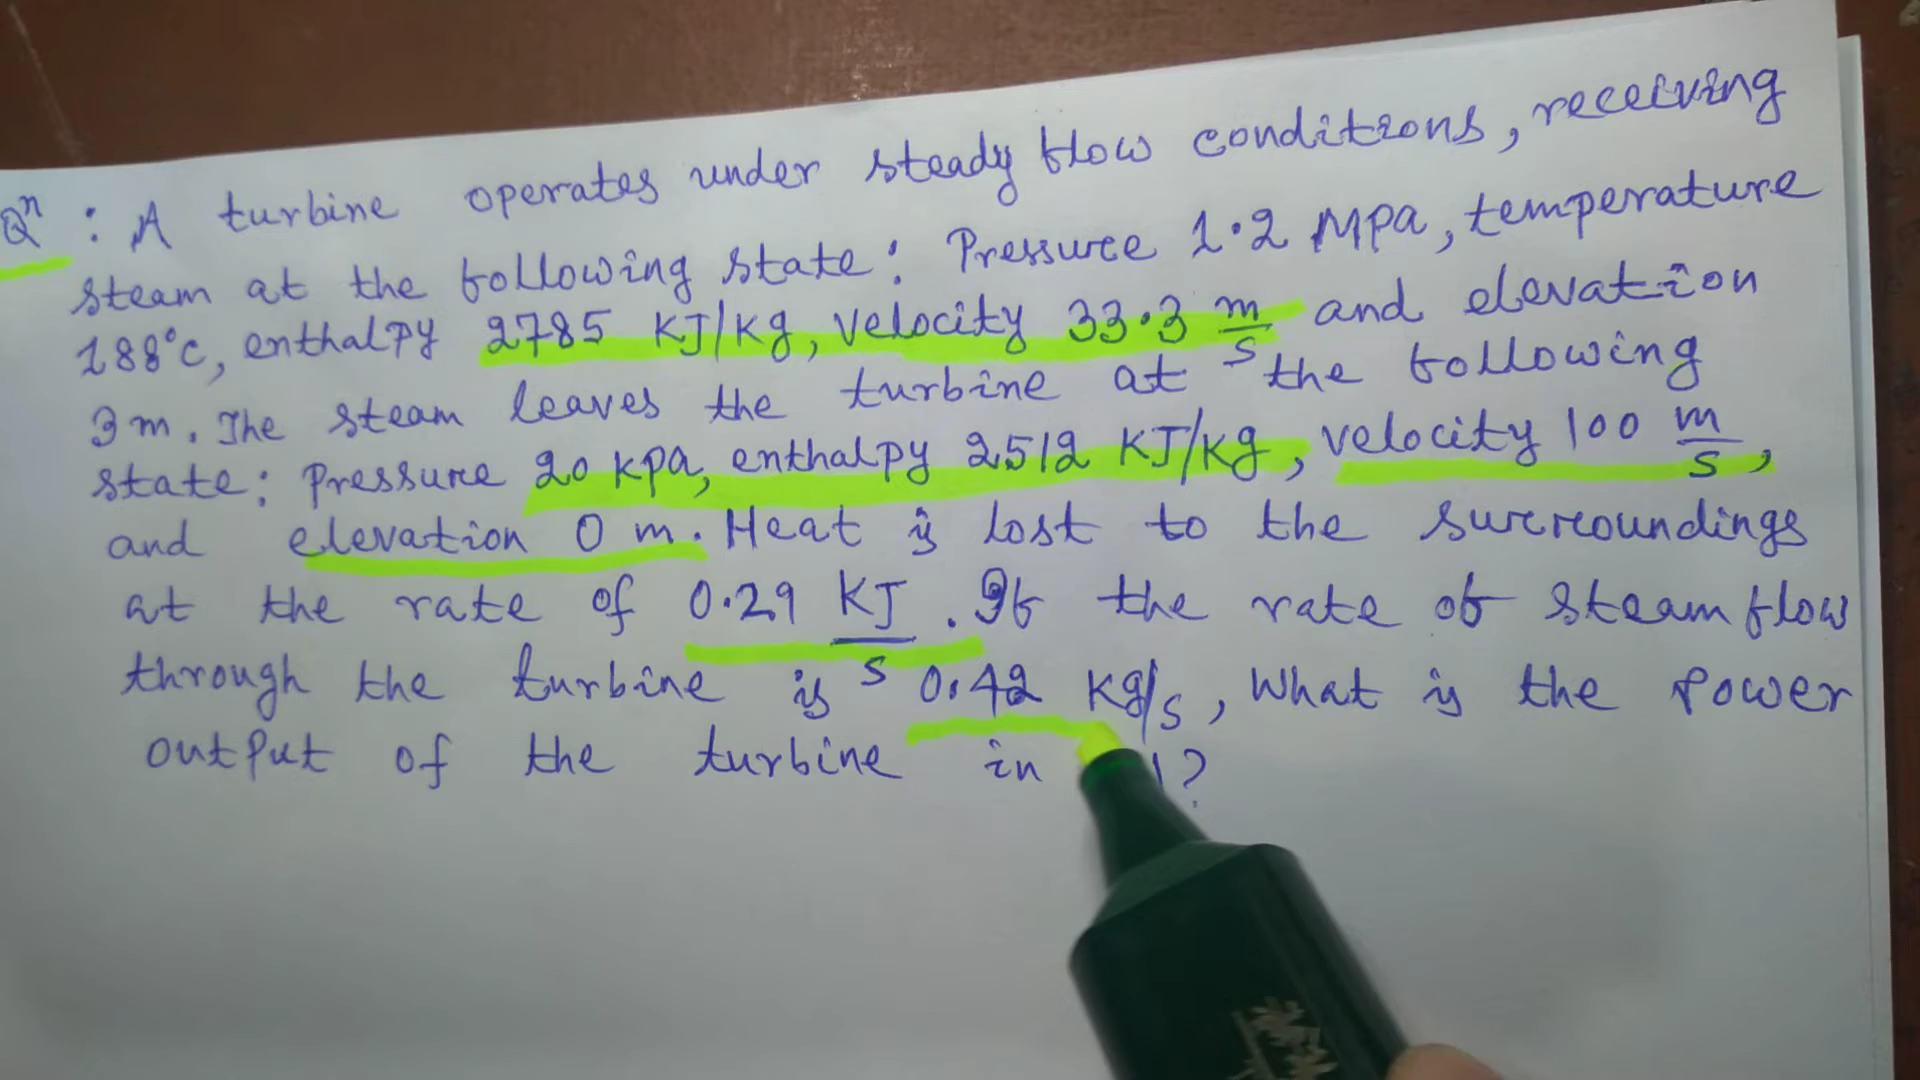 Qn : A turbine operates under steady flow conditions, receiving
steam at the following state: Pressure 1.2 MPa, temperature
188°C, enthalpy 2785 KJ/Kg, velocity 33.3 m/s and elevation
3 m. The steam leaves the turbine at the following
state: Pressure 20 kPa, enthalpy 2512 KJ/Kg, velocity 100 m/s,
and elevation 0 m. Heat is lost to the surroundings
at the rate of 0.29 KJ/s. If the rate of steam flow
through the turbine is 0.42 Kg/s, What is the Power
output of the turbine in ?